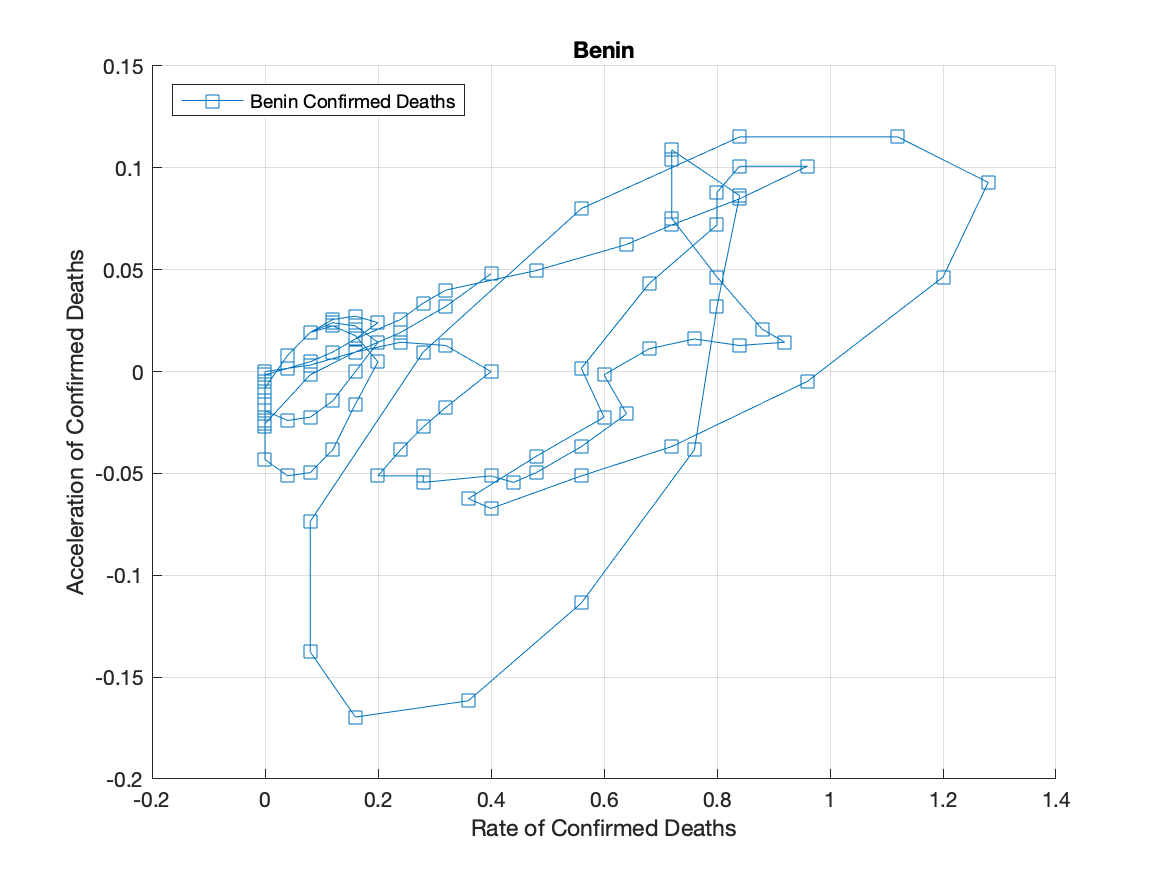 Benin
Benin Confirmed Deaths
Acceleration of Confirmed Deaths
0.15
0.1
0.05
0
-0.05
-0.1
-0.15
-0.2
-0.2 0 0.2 0.4 0.6 0.8 1 1.2 1.4
Rate of Confirmed Deaths